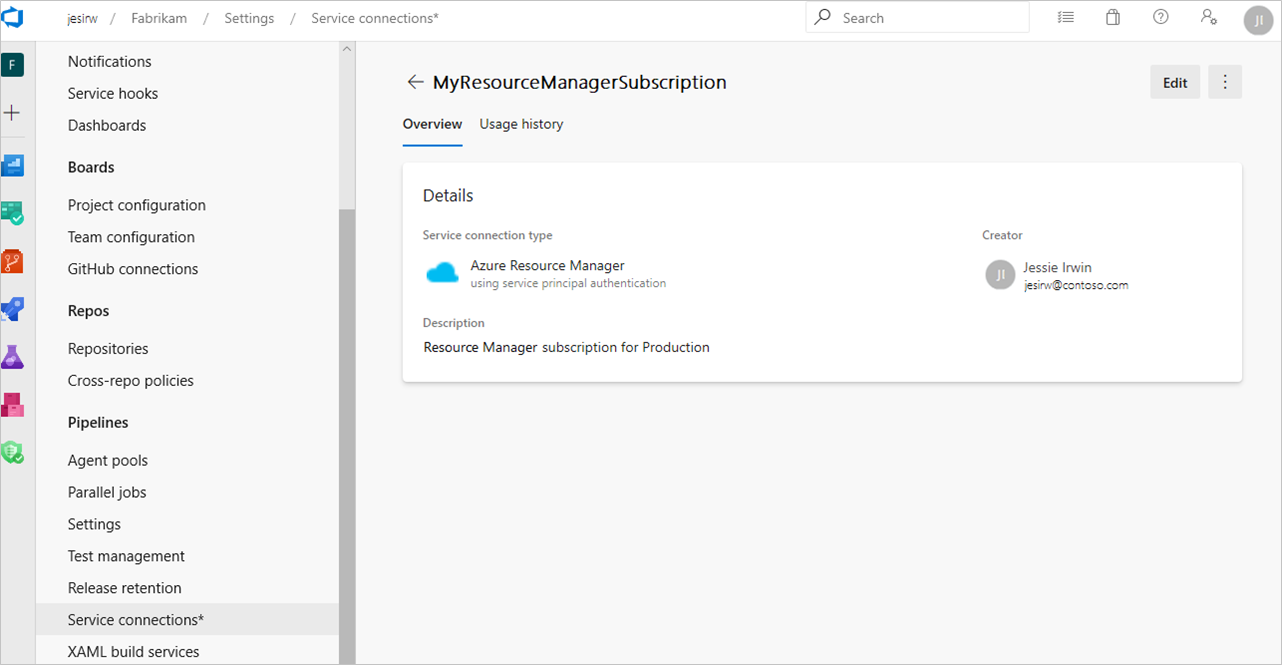 jesirw / Fabrikam / Settings / Service connections*
Search
JI
F
Notifications
Service hooks
Dashboards
Boards
Project configuration
Team configuration
GitHub connections
Repos
Repositories
Cross-repo policies
Pipelines
Agent pools
Parallel jobs
Settings
Test management
Release retention
Service connections*
XAML build services
MyResourceManagerSubscription
Edit
Overview Usage history
Details
Service connection type
Azure Resource Manager
using service principal authentication
Creator
JI
Jessie Irwin
jesirw@contoso.com
Description
Resource Manager subscription for Production